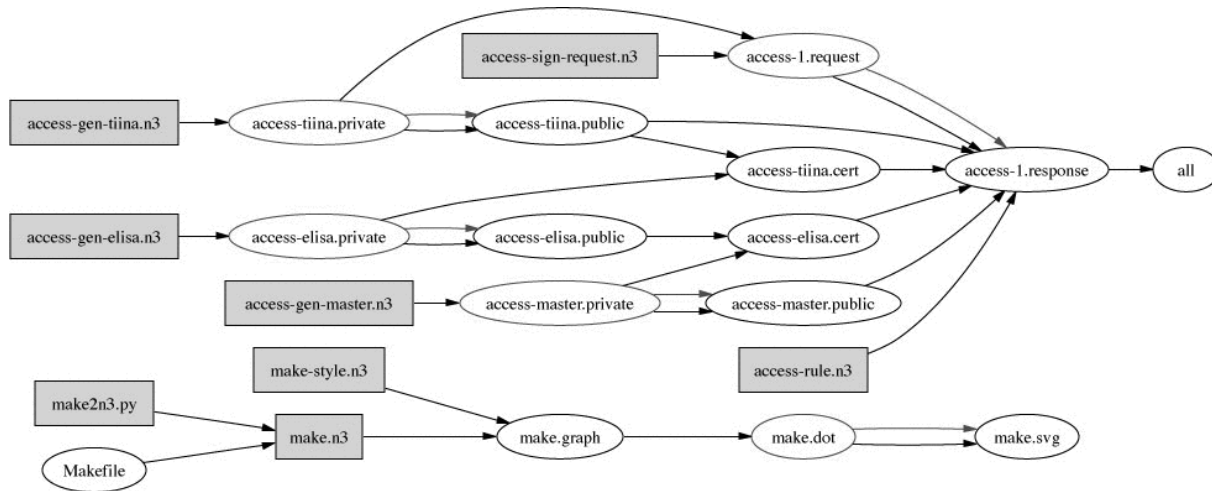 access-sign-request.n3
access-1.request
access-gen-tiina.n3
access-tiina.private
access-tiina.public
access-tiina.cert
access-1.response
all
access-gen-elisa.n3
access-elisa.private
access-elisa.public
access-elisa.cert
access-gen-master.n3
access-master.private
access-master.public
make-style.n3
access-rule.n3
make2n3.py
make.n3
make.graph
make.dot
make.svg
Makefile